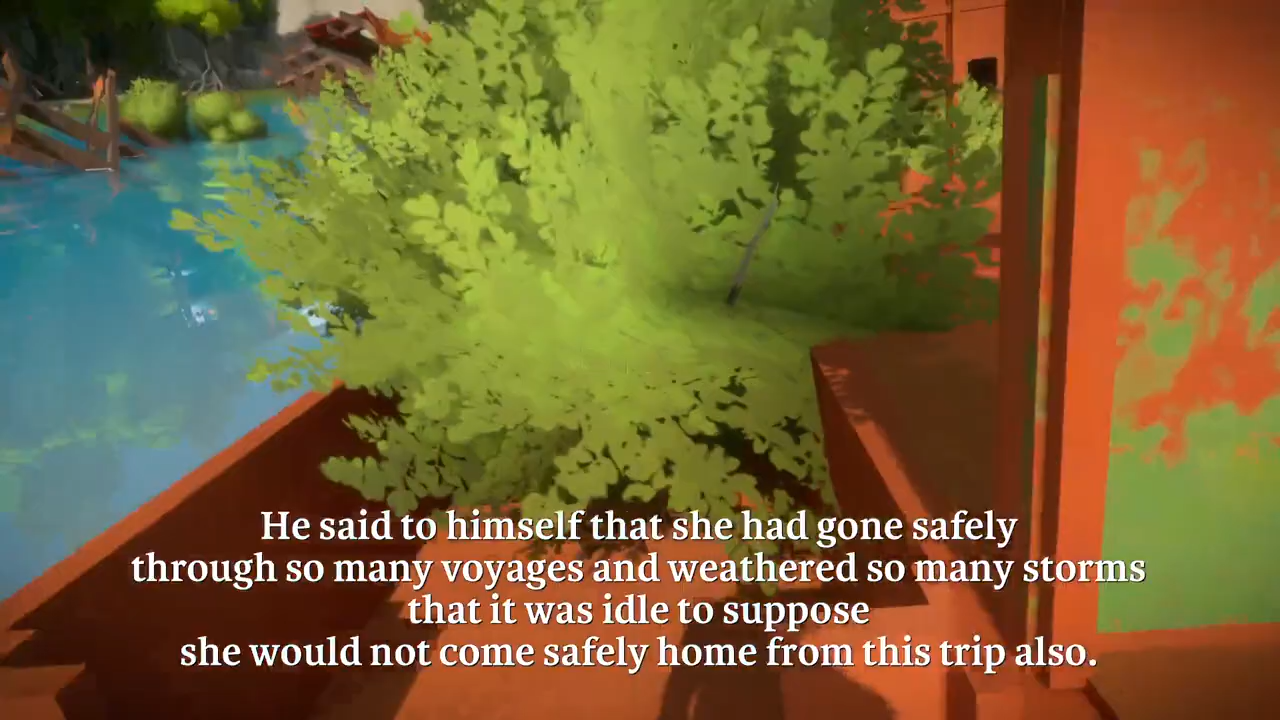 He said to himself that she had gone safely
through so many voyages and weathered so many storms
that it was idle to suppose
she would not come safely home from this trip also.